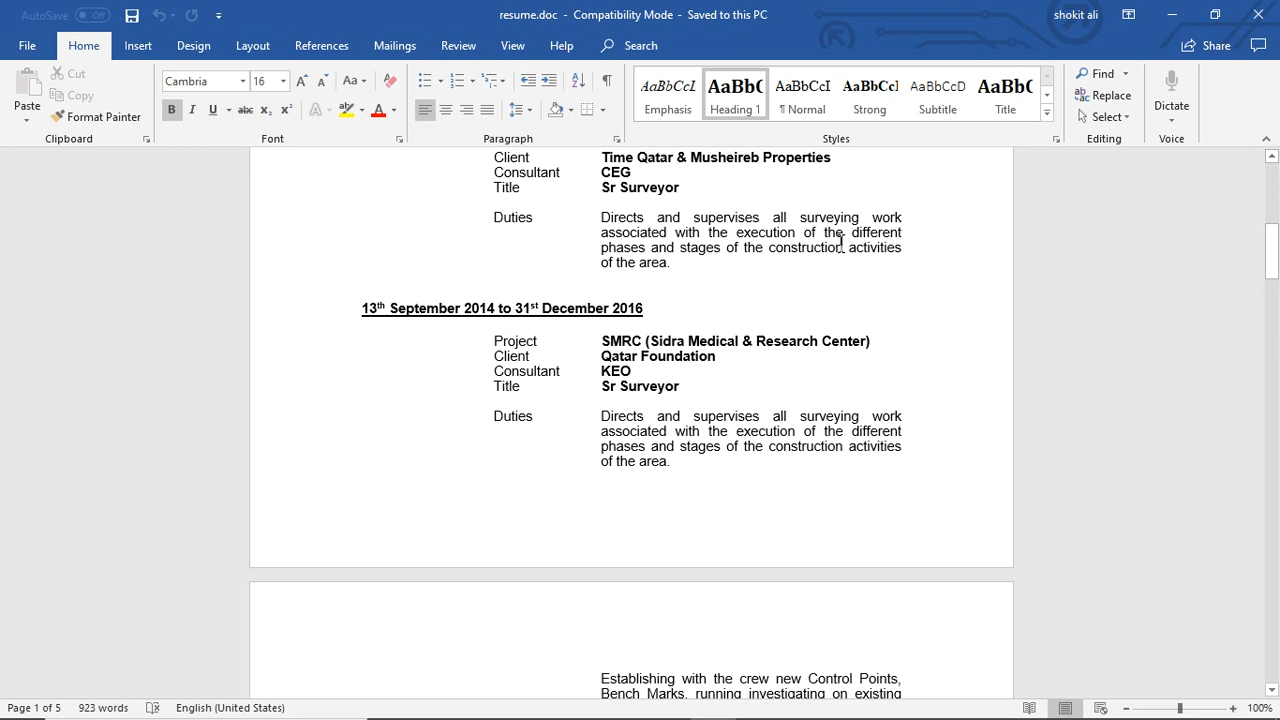 AutoSave Off resume.doc - Compatibility Mode - Saved to this PC shokit ali
File Home Insert Design Layout References Mailings Review View Help Search Share
Paste Cut Copy Format Painter Clipboard
Cambria 16 Aa A A Aa B I U abc x₂ x² A A Font
Paragraph
AaBbCcI Emphasis AaBb( Heading 1 AaBbCcI ¶ Normal AaBbCc Strong AaBbCcD Subtitle AaBb( Title Styles
Find Replace Select Editing
Dictate Voice
Client Time Qatar & Musheireb Properties
Consultant CEG
Title Sr Surveyor
Duties Directs and supervises all surveying work
associated with the execution of the different
phases and stages of the construction activities
of the area.
13th September 2014 to 31st December 2016
Project SMRC (Sidra Medical & Research Center)
Client Qatar Foundation
Consultant KEO
Title Sr Surveyor
Duties Directs and supervises all surveying work
associated with the execution of the different
phases and stages of the construction activities
of the area.
Establishing with the crew new Control Points,
Bench Marks, running investigating on existing
Page 1 of 5 923 words English (United States) 100%